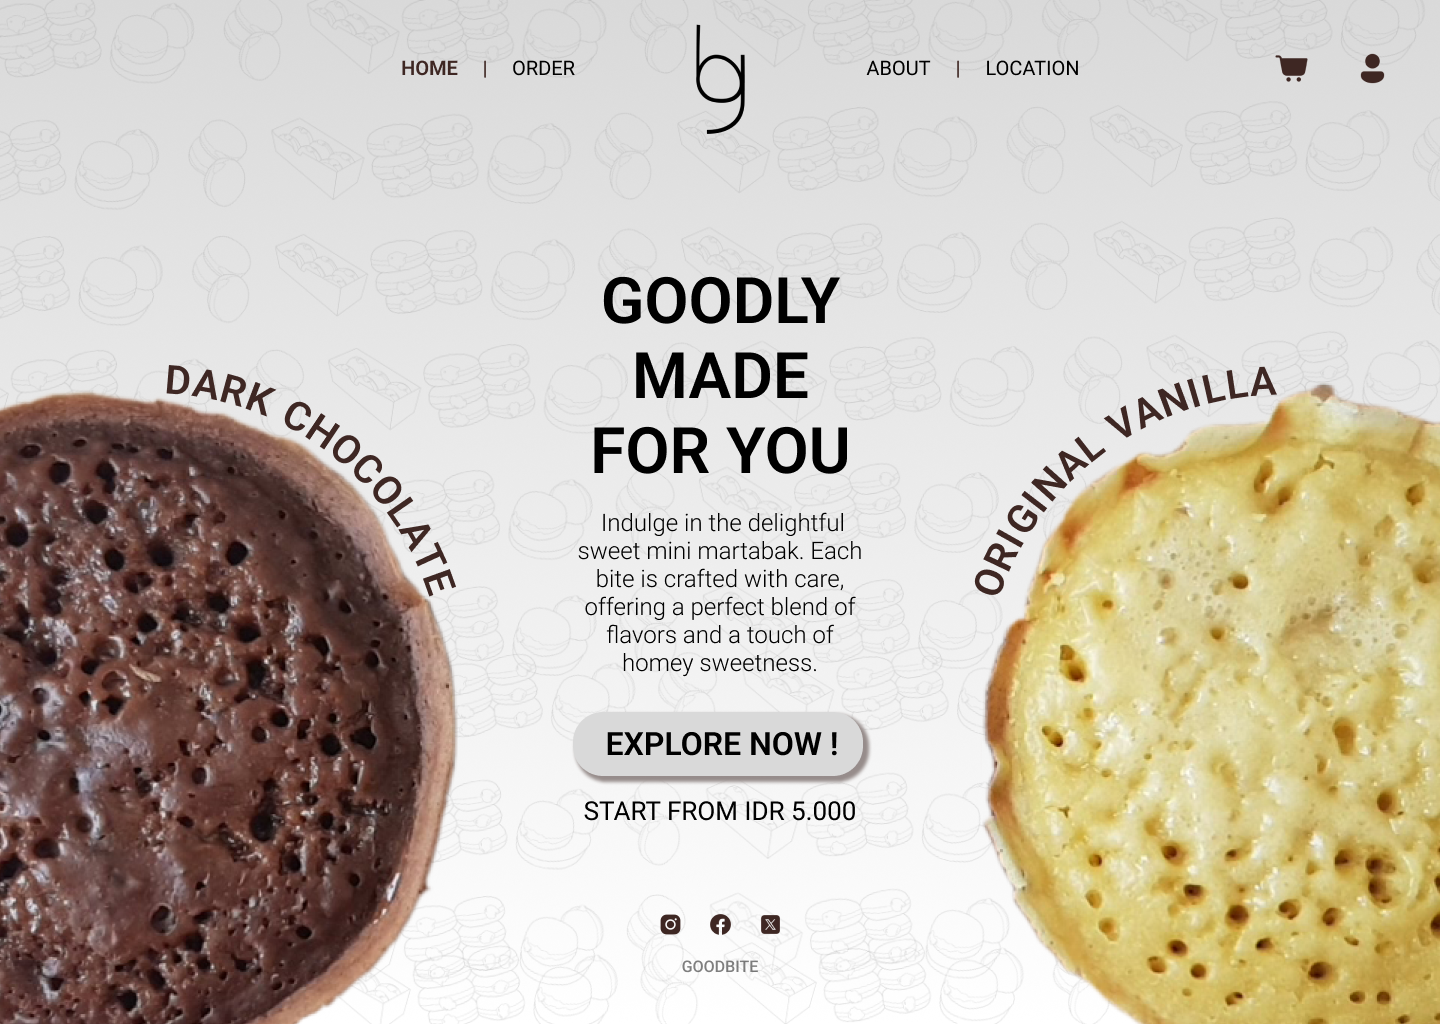 HOME | ORDER
bg
ABOUT | LOCATION
GOODLY
MADE
FOR YOU
DARK CHOCOLATE
ORIGINAL VANILLA
Indulge in the delightful
sweet mini martabak. Each
bite is crafted with care,
offering a perfect blend of
flavors and a touch of
homey sweetness.
EXPLORE NOW !
START FROM IDR 5.000
GOODBITE